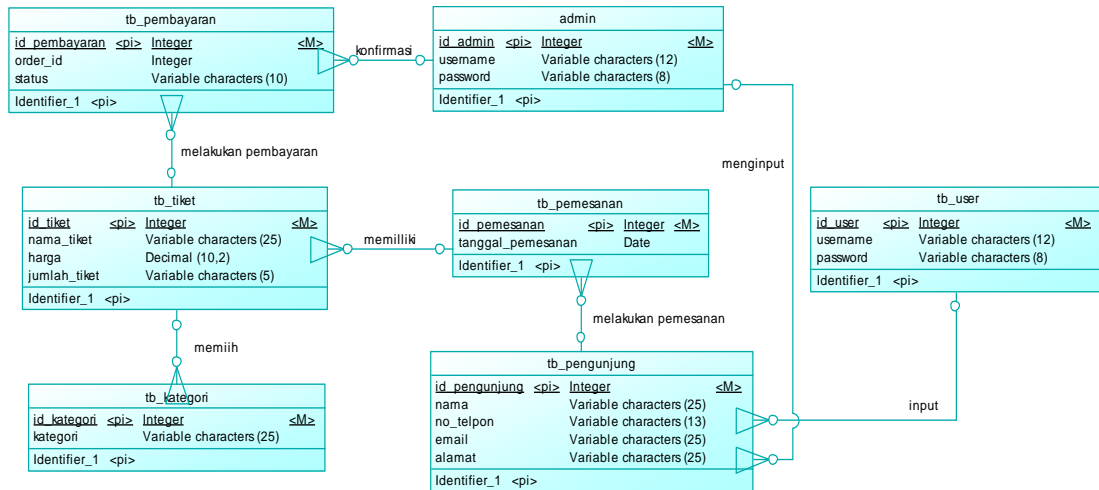 tb_pembayaran
id_pembayaran <pi> Integer <M>
order_id Integer
status Variable characters (10)
Identifier_1 <pi>
konfirmasi
admin
id_admin <pi> Integer <M>
username Variable characters (12)
password Variable characters (8)
Identifier_1 <pi>
melakukan pembayaran
menginput
tb_tiket
id_tiket <pi> Integer <M>
nama_tiket Variable characters (25)
harga Decimal (10,2)
jumlah_tiket Variable characters (5)
Identifier_1 <pi>
memilliki
tb_pemesanan
id_pemesanan <pi> Integer <M>
tanggal_pemesanan Date
Identifier_1 <pi>
tb_user
id_user <pi> Integer <M>
username Variable characters (12)
password Variable characters (8)
Identifier_1 <pi>
melakukan pemesanan
memiih
tb_kategori
id_kategori <pi> Integer <M>
kategori Variable characters (25)
Identifier_1 <pi>
tb_pengunjung
id_pengunjung <pi> Integer <M>
nama Variable characters (25)
no_telpon Variable characters (13)
email Variable characters (25)
alamat Variable characters (25)
Identifier_1 <pi>
input